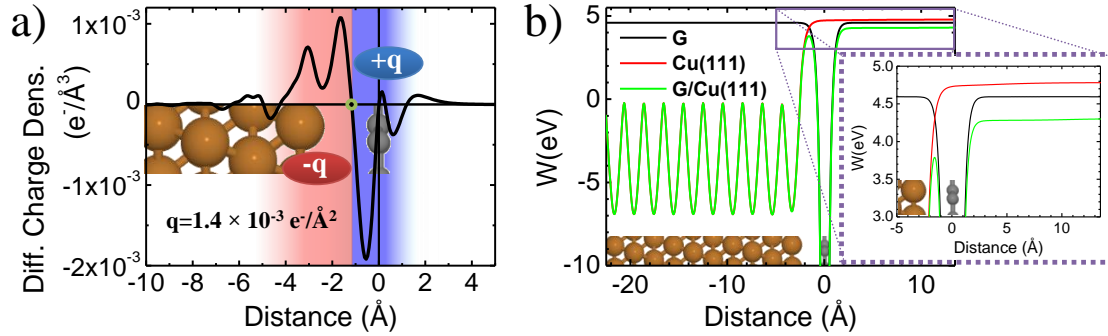 a)
Diff. Charge Dens.
(e⁻/Å³)
1x10⁻³
0
-1x10⁻³
-2x10⁻³
+q
-q
q=1.4 × 10⁻³ e⁻/Å²
-10 -8 -6 -4 -2 0 2 4
Distance (Å)
b)
W(eV)
5
0
-5
-10
G
Cu(111)
G/Cu(111)
-20 -10 0 10
Distance (Å)
W(eV)
5.0
4.5
4.0
3.5
3.0
-5 0 5 10
Distance (Å)